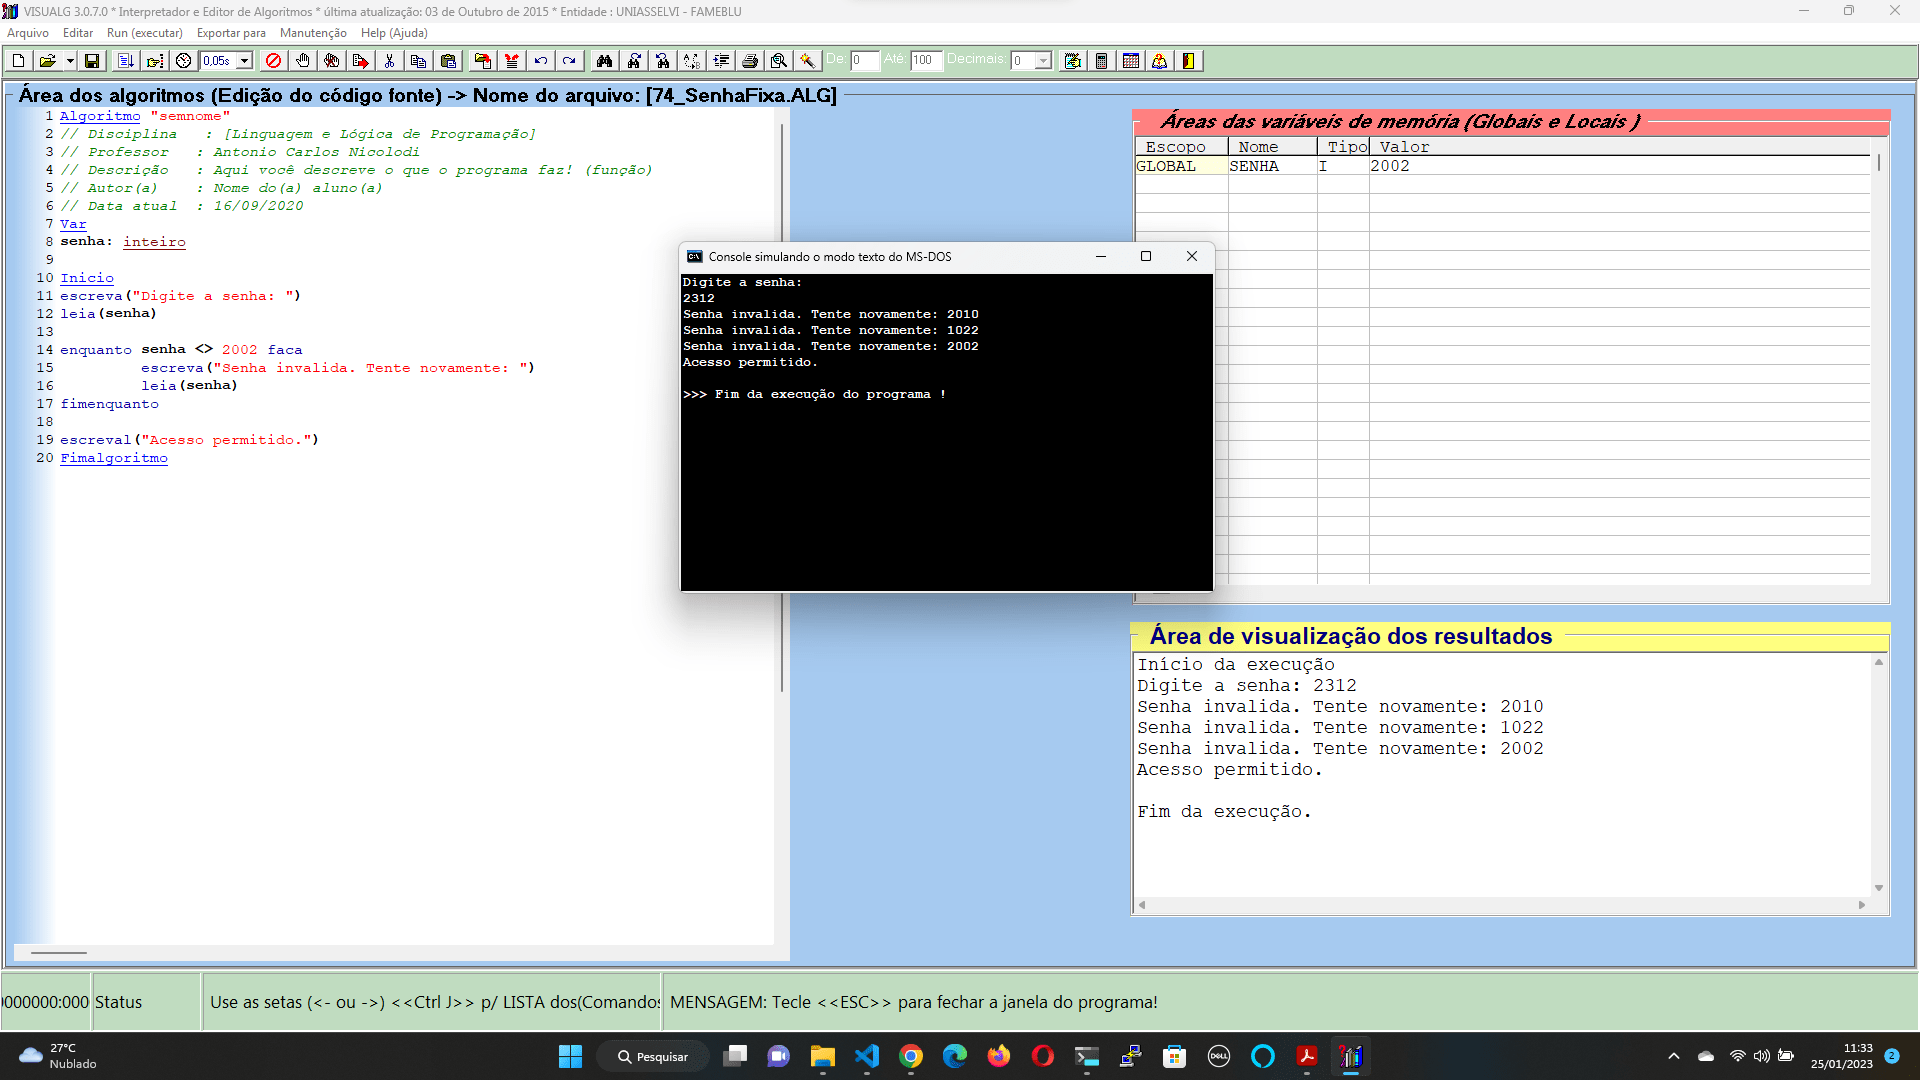 VISUALG 3.0.7.0 * Interpretador e Editor de Algoritmos * última atualização: 03 de Outubro de 2015 * Entidade : UNIASSELVI - FAMEBLU
Arquivo Editar Run (executar) Exportar para Manutenção Help (Ajuda)
0,05s De: 0 Até: 100 Decimais: 0
Área dos algoritmos (Edição do código fonte) -> Nome do arquivo: [74_SenhaFixa.ALG]
1 Algoritmo "semnome"
2 // Disciplina : [Linguagem e Lógica de Programação]
3 // Professor : Antonio Carlos Nicolodi
4 // Descrição : Aqui você descreve o que o programa faz! (função)
5 // Autor(a) : Nome do(a) aluno(a)
6 // Data atual : 16/09/2020
7 Var
8 senha: inteiro
9
10 Inicio
11 escreva("Digite a senha: ")
12 leia(senha)
13
14 enquanto senha <> 2002 faca
15 escreva("Senha invalida. Tente novamente: ")
16 leia(senha)
17 fimenquanto
18
19 escreval("Acesso permitido.")
20 Fimalgoritmo
Console simulando o modo texto do MS-DOS
Digite a senha:
2312
Senha invalida. Tente novamente: 2010
Senha invalida. Tente novamente: 1022
Senha invalida. Tente novamente: 2002
Acesso permitido.
>>> Fim da execução do programa !
Áreas das variáveis de memória (Globais e Locais )
Escopo Nome Tipo Valor
GLOBAL SENHA I 2002
Área de visualização dos resultados
Início da execução
Digite a senha: 2312
Senha invalida. Tente novamente: 2010
Senha invalida. Tente novamente: 1022
Senha invalida. Tente novamente: 2002
Acesso permitido.
Fim da execução.
0000000:000 Status Use as setas (<- ou ->) <<Ctrl J>> p/ LISTA dos(Comandos MENSAGEM: Tecle <<ESC>> para fechar a janela do programa!
27°C
Nublado
Pesquisar
DELL
11:33
25/01/2023
2